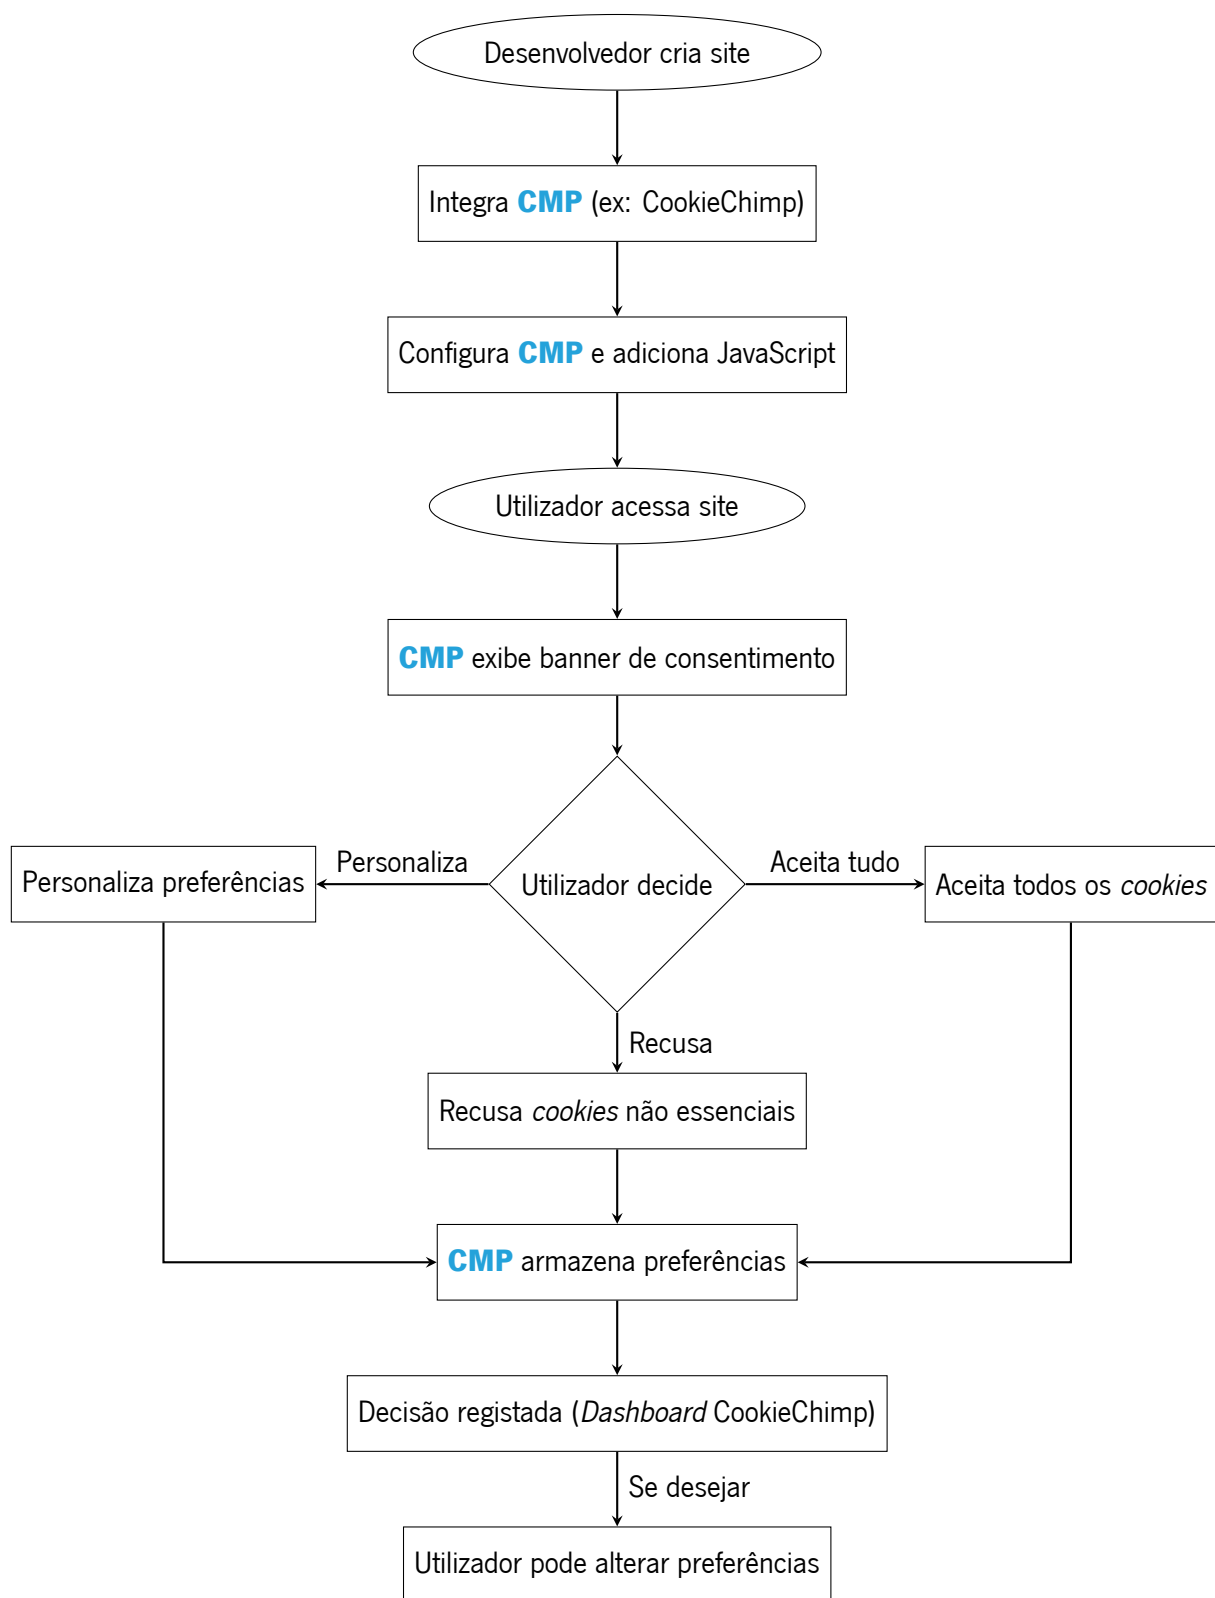 Desenvolvedor cria site
Integra CMP (ex: CookieChimp)
Configura CMP e adiciona JavaScript
Utilizador acessa site
CMP exibe banner de consentimento
Personaliza preferências
Personaliza
Utilizador decide
Aceita tudo
Aceita todos os cookies
Recusa
Recusa cookies não essenciais
CMP armazena preferências
Decisão registada (Dashboard CookieChimp)
Se desejar
Utilizador pode alterar preferências